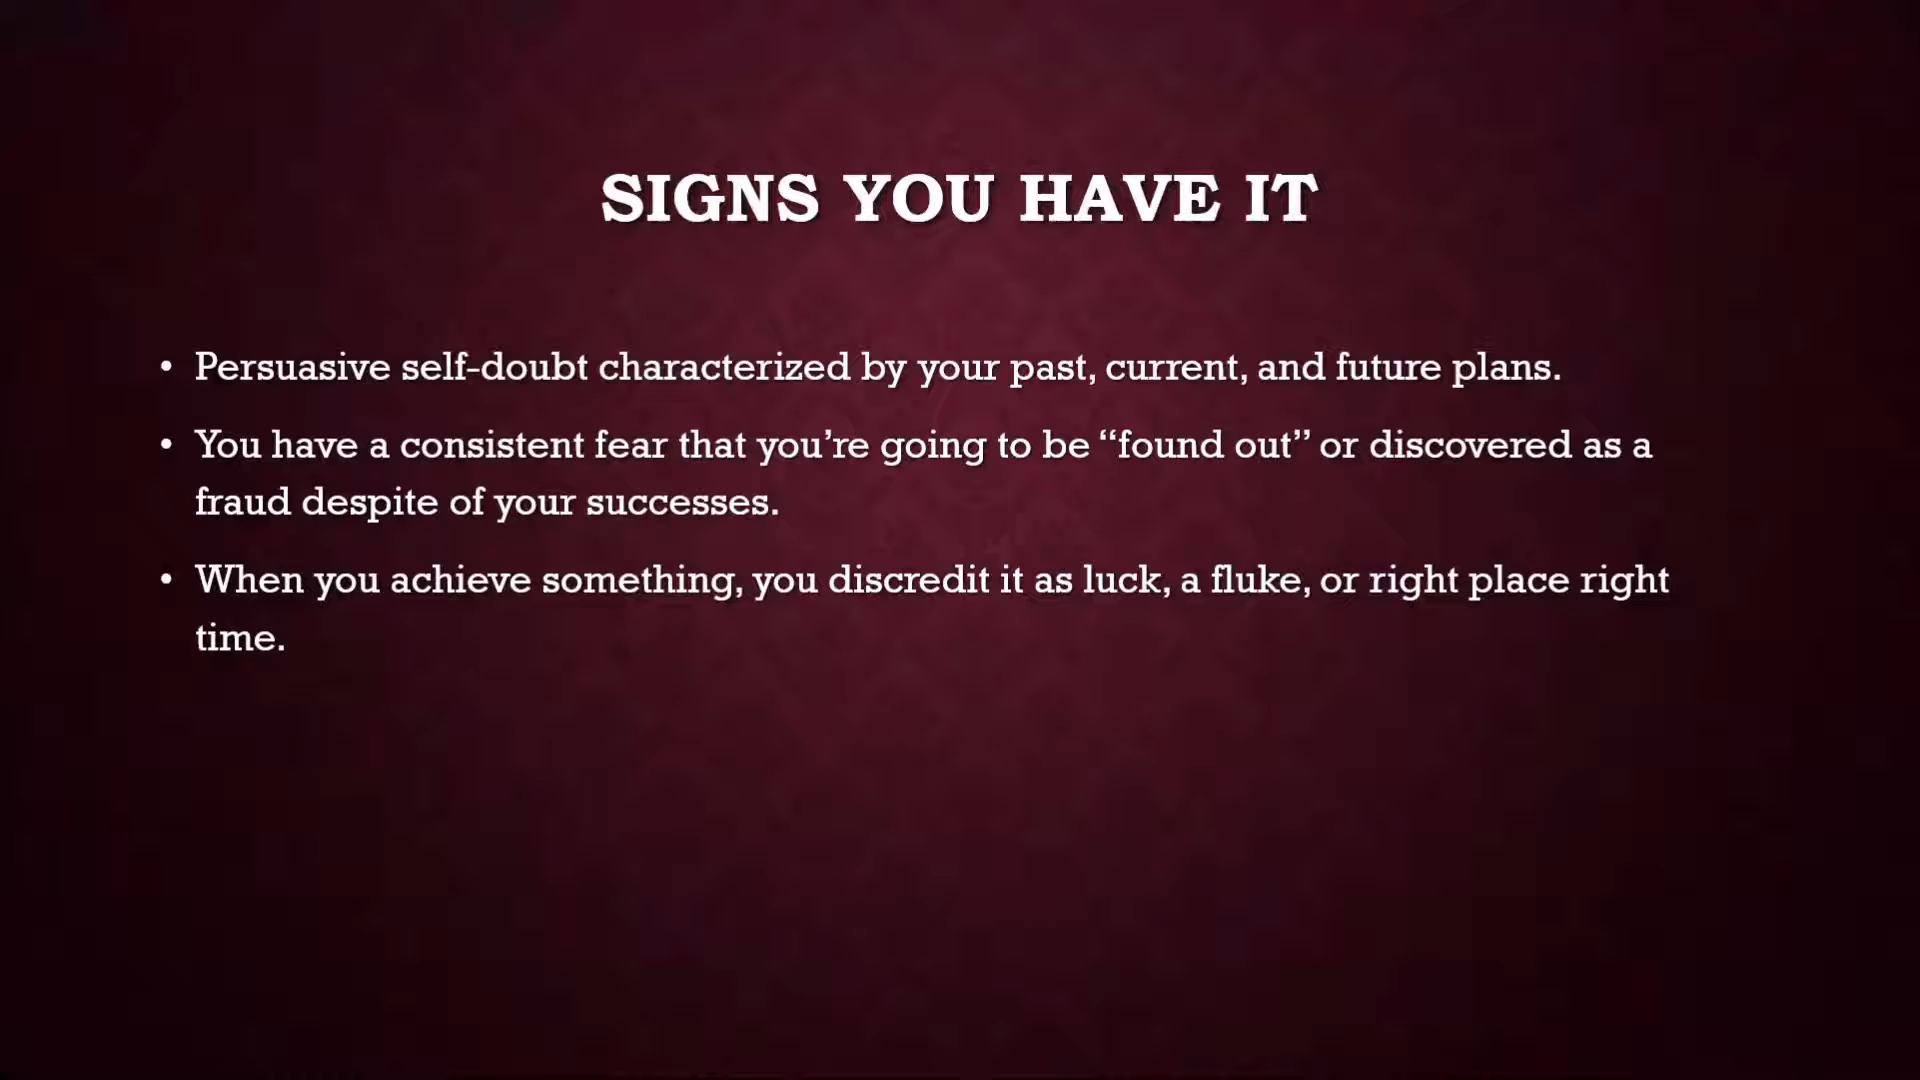 SIGNS YOU HAVE IT
• Persuasive self-doubt characterized by your past, current, and future plans.
• You have a consistent fear that you’re going to be “found out” or discovered as a
fraud despite of your successes.
• When you achieve something, you discredit it as luck, a fluke, or right place right
time.